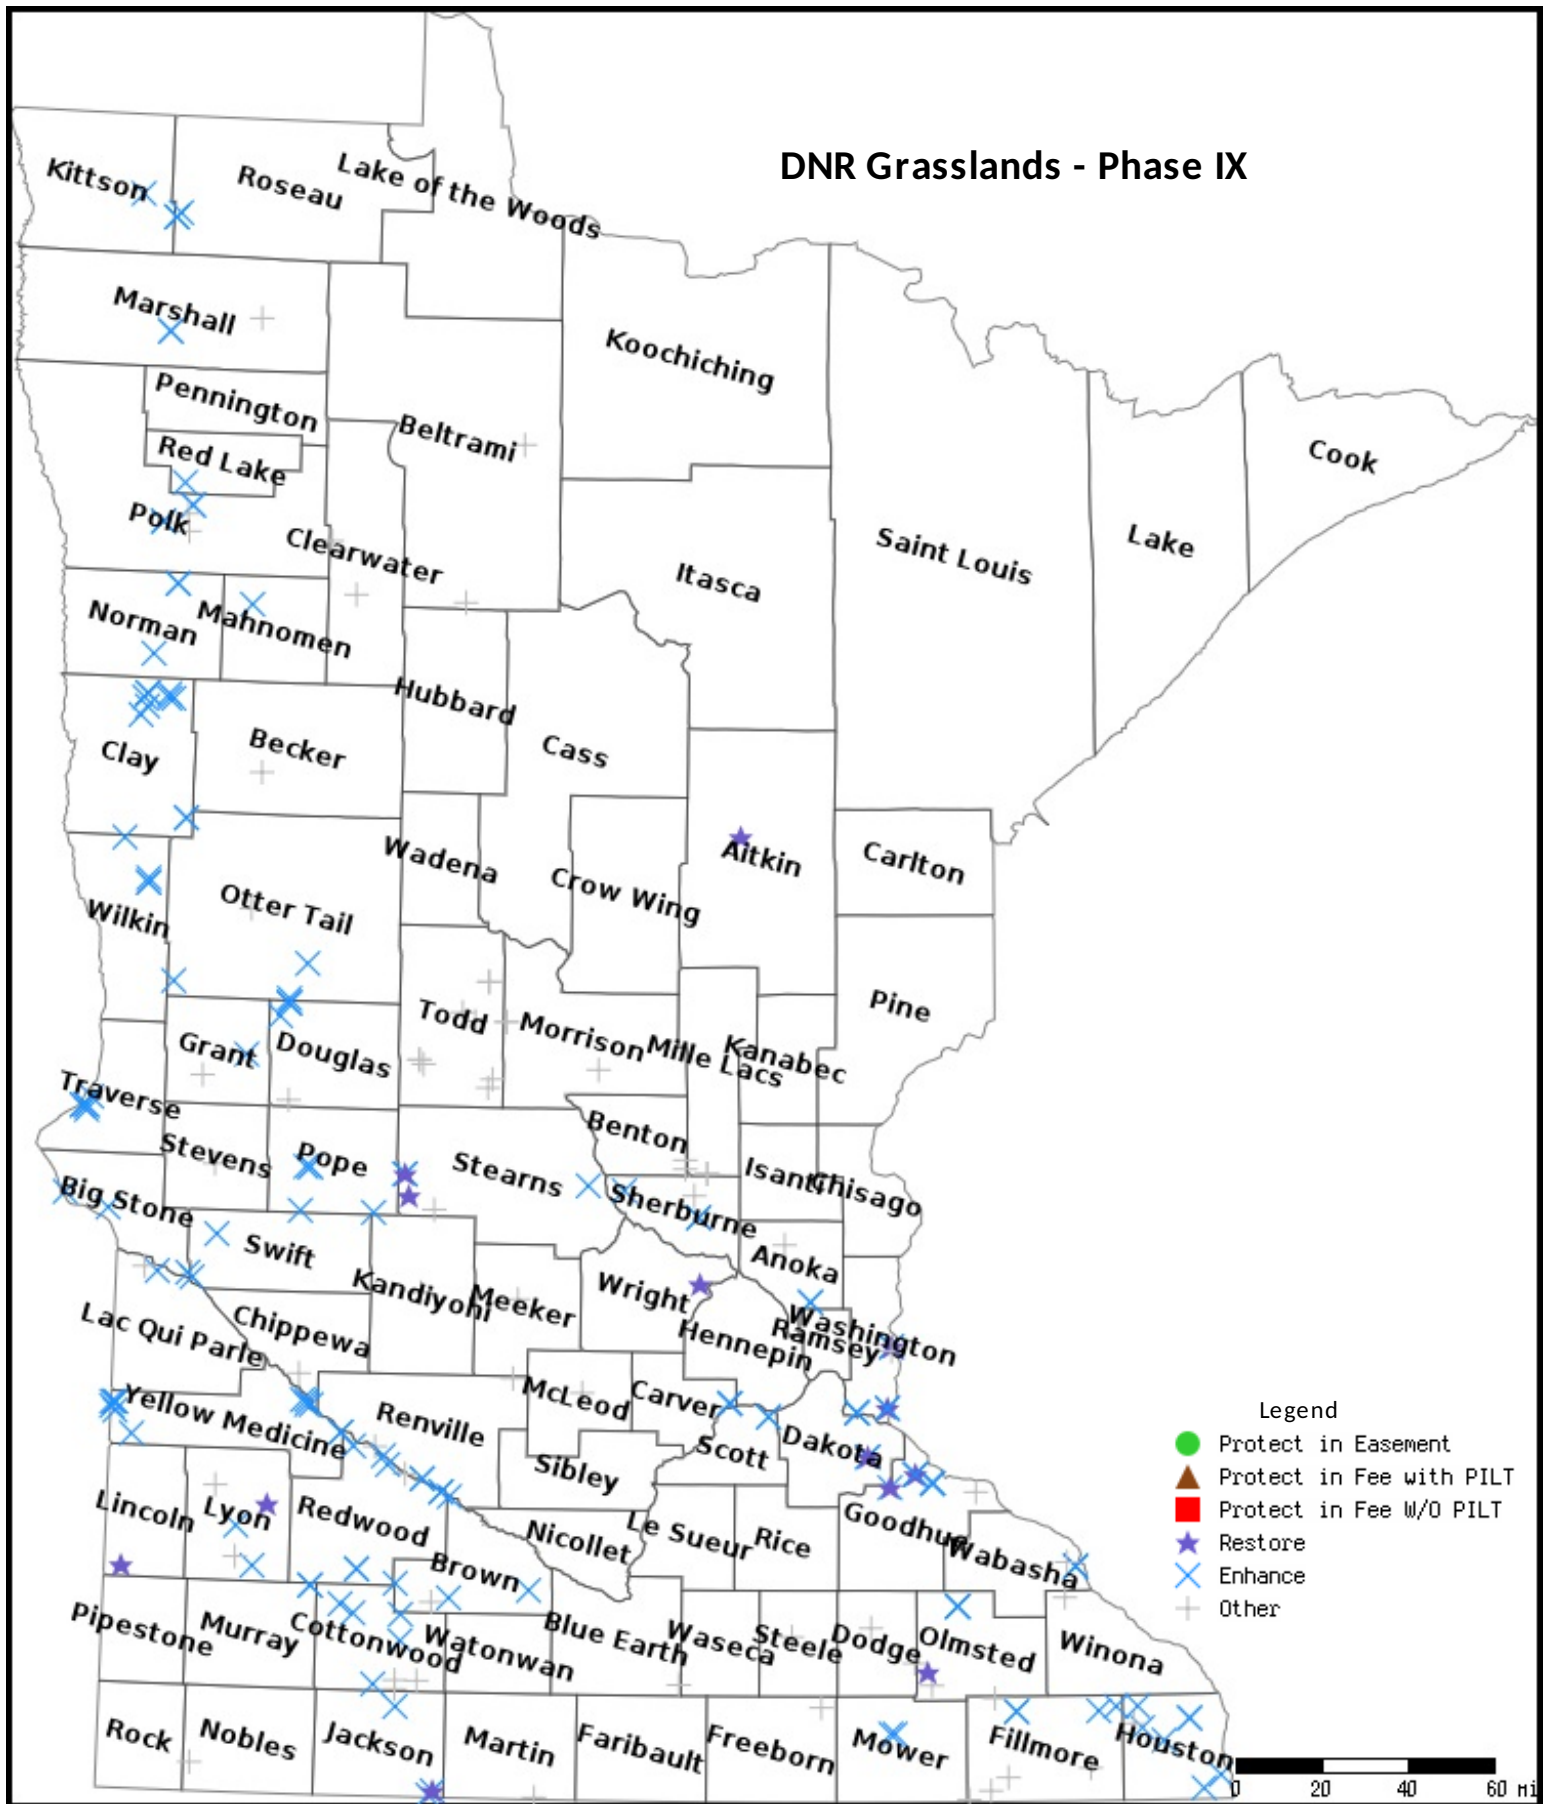 DNR Grasslands - Phase IX
Kittson
Roseau
Lake of the Woods
Marshall
Koochiching
Pennington
Beltrami
Red Lake
Cook
Polk
Clearwater
Saint Louis
Lake
Itasca
Norman
Mahnomen
Hubbard
Clay
Becker
Cass
Wadena
Aitkin
Carlton
Crow Wing
Otter Tail
Wilkin
Pine
Todd
Morrison
Mille Lacs
Kanabec
Grant
Douglas
Traverse
Benton
Stevens
Pope
Stearns
Isanti
Chisago
Big Stone
Sherburne
Swift
Anoka
Kandiyohi
Meeker
Wright
Washington
Ramsey
Hennepin
Lac Qui Parle
Chippewa
McLeod
Carver
Yellow Medicine
Renville
Scott
Dakota
Sibley
Lincoln
Lyon
Redwood
Nicollet
Le Sueur
Rice
Goodhue
Wabasha
Brown
Pipestone
Murray
Cottonwood
Watonwan
Blue Earth
Waseca
Steele
Dodge
Olmsted
Winona
Rock
Nobles
Jackson
Martin
Faribault
Freeborn
Mower
Fillmore
Houston
Legend
Protect in Easement
Protect in Fee with PILT
Protect in Fee W/O PILT
Restore
Enhance
Other
0 20 40 60 mi